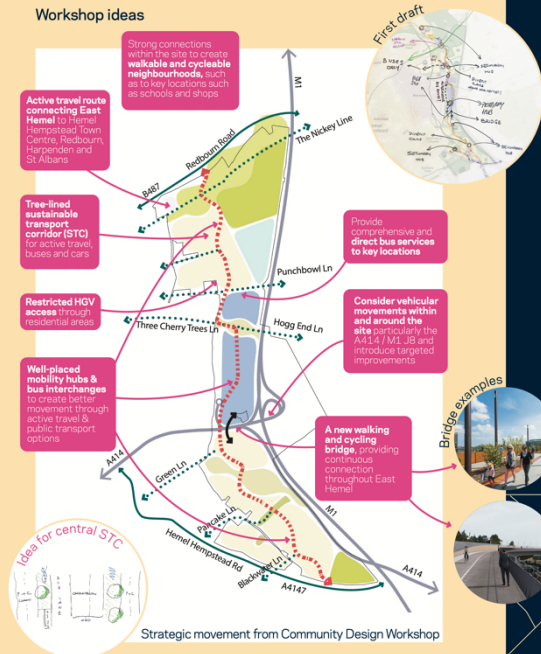 Workshop ideas
First draft
Strong connections
within the site to create
walkable and cycleable
neighbourhoods, such
as to key locations such
as schools and shops
M1
Active travel route
connecting East
Hemel to Hemel
Hempstead Town
Centre, Redbourn,
Harpenden and
St Albans
Redbourn Road
The Nickey Line
B487
Tree-lined
sustainable
transport
corridor (STC)
for active travel,
buses and cars
Provide
comprehensive and
direct bus services
to key locations
Punchbowl Ln
Restricted HGV
access through
residential areas
Consider vehicular
movements within
and around the
site particularly the
A414 / M1 J8 and
introduce targeted
improvements
Three Cherry Trees Ln
Hogg End Ln
Well-placed
mobility hubs &
bus interchanges
to create better
movement through
active travel &
public transport
options
Bridge examples
A new walking
and cycling
bridge, providing
continuous
connection
throughout East
Hemel
A414
Green Ln
M1
Pancake Ln
Hemel Hempstead Rd
Blackwater Ln
A414
A4147
Idea for central STC
Strategic movement from Community Design Workshop
BUSES
ONLY
BRIDGE